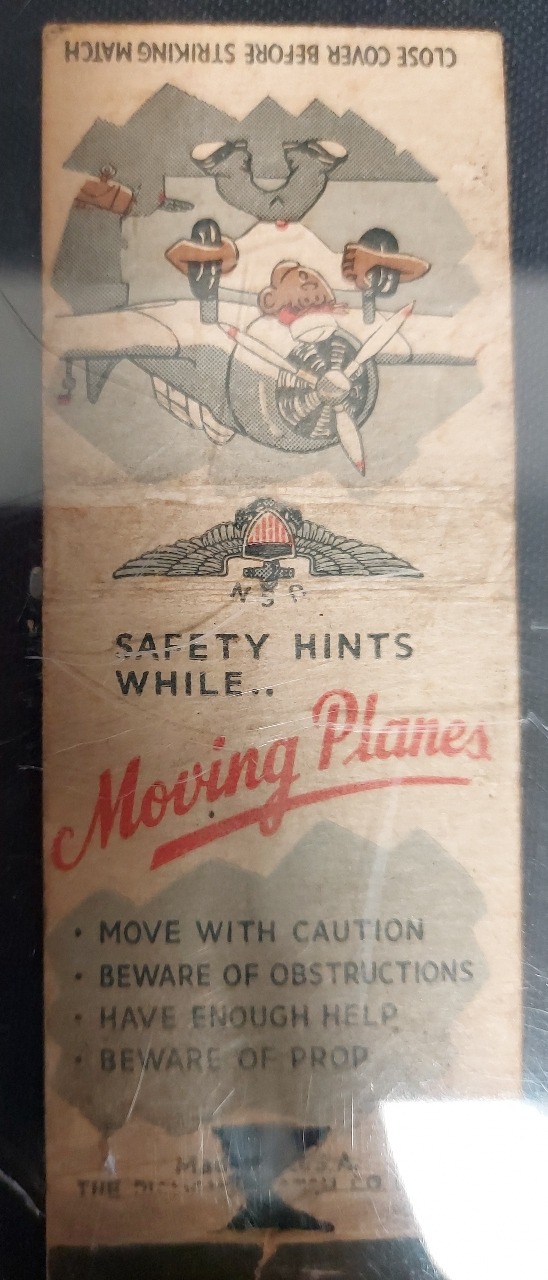 CLOSE COVER BEFORE STRIKING MATCH
SAFETY HINTS
WHILE..
Moving Planes
• MOVE WITH CAUTION
• BEWARE OF OBSTRUCTIONS
• HAVE ENOUGH HELP
• BEWARE OF PROP
THE